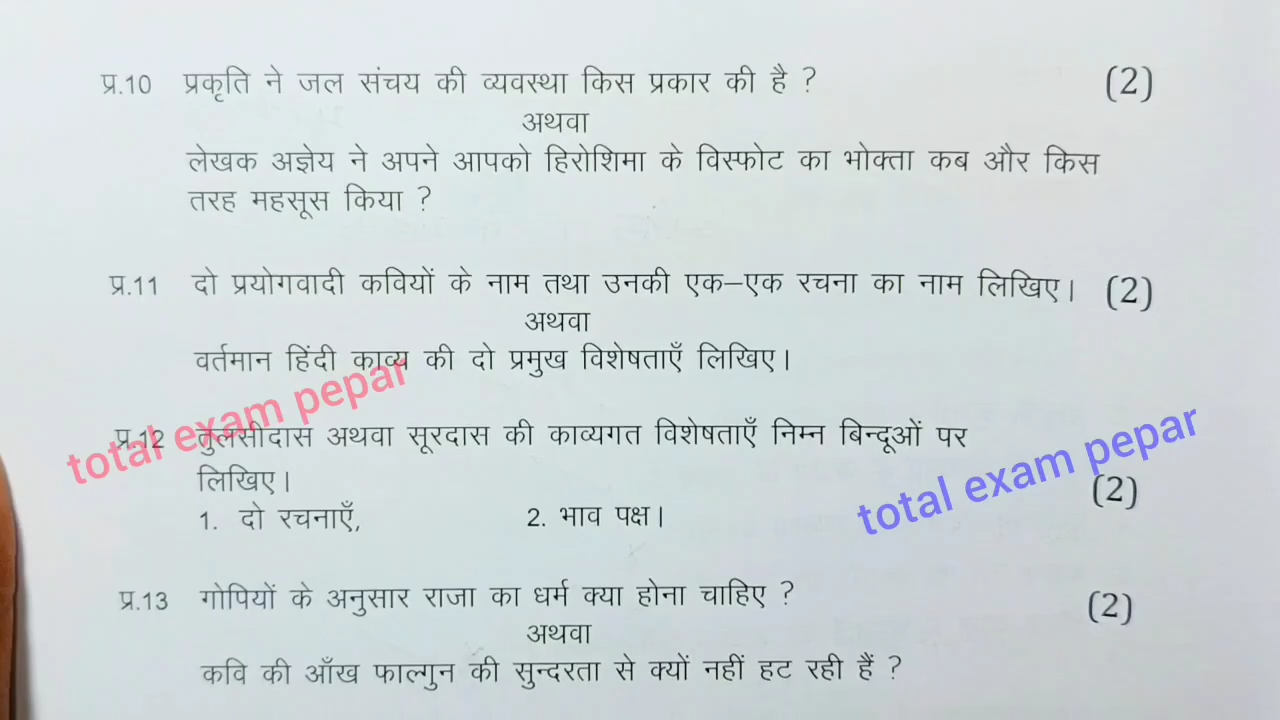 प्र.10 प्रकृति ने जल संचय की व्यवस्था किस प्रकार की है ? (2)
अथवा
लेखक अज्ञेय ने अपने आपको हिरोशिमा के विस्फोट का भोक्ता कब और किस
तरह महसूस किया ?
प्र.11 दो प्रयोगवादी कवियों के नाम तथा उनकी एक–एक रचना का नाम लिखिए। (2)
अथवा
वर्तमान हिंदी काव्य की दो प्रमुख विशेषताएँ लिखिए।
total exam pepar
प्र.12 तुलसीदास अथवा सूरदास की काव्यगत विशेषताएँ निम्न बिन्दूओं पर
लिखिए। (2)
total exam pepar
1. दो रचनाएँ, 2. भाव पक्ष।
प्र.13 गोपियों के अनुसार राजा का धर्म क्या होना चाहिए ? (2)
अथवा
कवि की आँख फाल्गुन की सुन्दरता से क्यों नहीं हट रही हैं ?